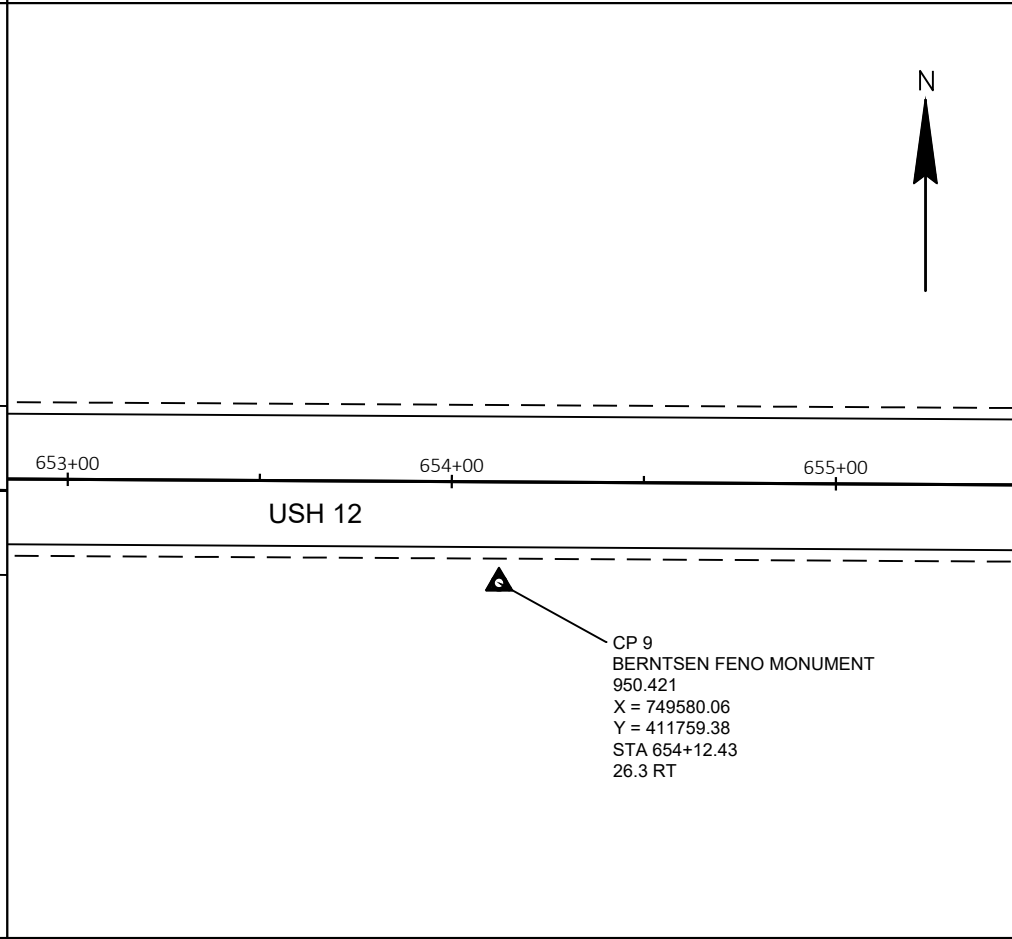 N
653+00
654+00
655+00
USH 12
CP 9
BERNTSEN FENO MONUMENT
950.421
X = 749580.06
Y = 411759.38
STA 654+12.43
26.3 RT